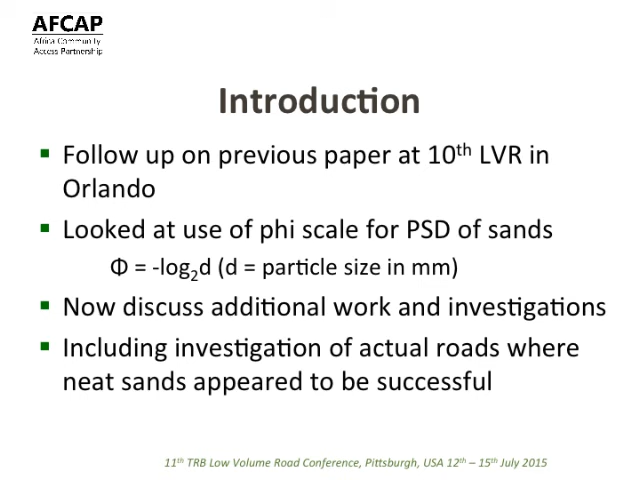 AFCAP
Africa Community
Access Partnership
Introduction
▪ Follow up on previous paper at 10th LVR in
Orlando
▪ Looked at use of phi scale for PSD of sands
Φ = -log2d (d = particle size in mm)
▪ Now discuss additional work and investigations
▪ Including investigation of actual roads where
neat sands appeared to be successful
11th TRB Low Volume Road Conference, Pittsburgh, USA 12th – 15th July 2015